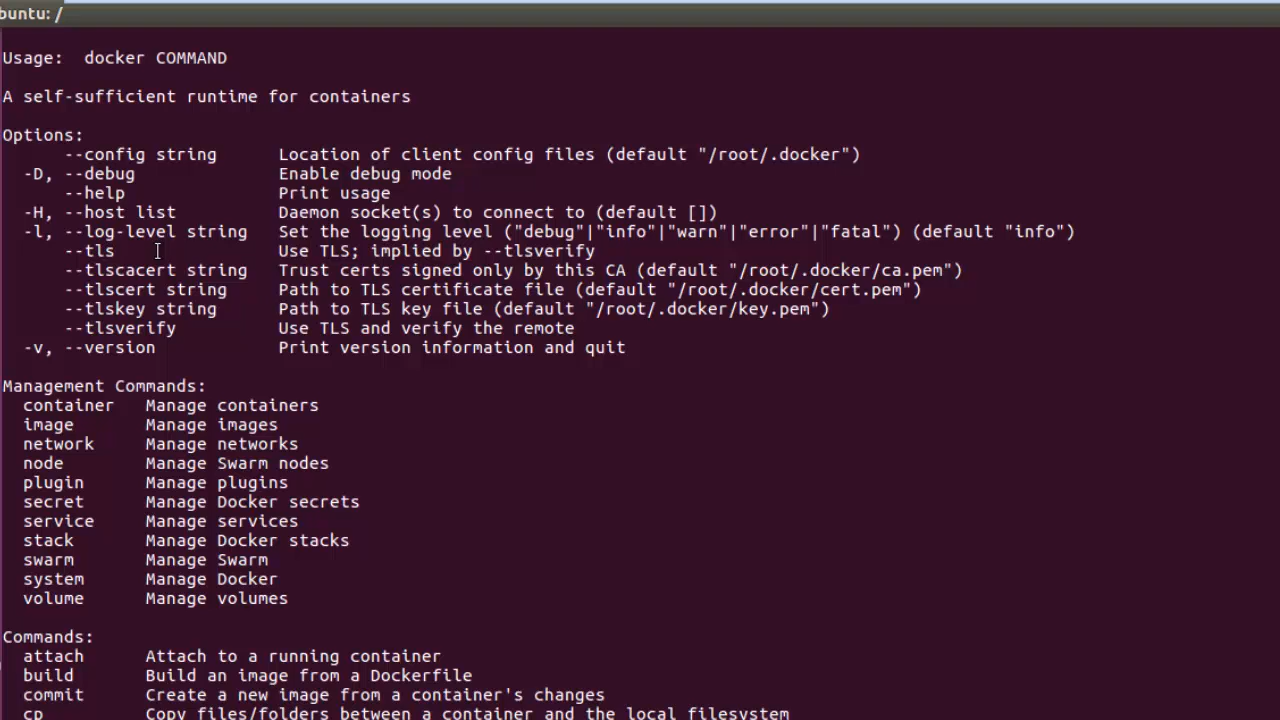 buntu: /
Usage:  docker COMMAND
A self-sufficient runtime for containers
Options:
      --config string      Location of client config files (default "/root/.docker")
  -D, --debug              Enable debug mode
      --help               Print usage
  -H, --host list          Daemon socket(s) to connect to (default [])
  -l, --log-level string   Set the logging level ("debug"|"info"|"warn"|"error"|"fatal") (default "info")
      --tls                Use TLS; implied by --tlsverify
      --tlscacert string   Trust certs signed only by this CA (default "/root/.docker/ca.pem")
      --tlscert string     Path to TLS certificate file (default "/root/.docker/cert.pem")
      --tlskey string      Path to TLS key file (default "/root/.docker/key.pem")
      --tlsverify          Use TLS and verify the remote
  -v, --version            Print version information and quit
Management Commands:
  container   Manage containers
  image       Manage images
  network     Manage networks
  node        Manage Swarm nodes
  plugin      Manage plugins
  secret      Manage Docker secrets
  service     Manage services
  stack       Manage Docker stacks
  swarm       Manage Swarm
  system      Manage Docker
  volume      Manage volumes
Commands:
  attach      Attach to a running container
  build       Build an image from a Dockerfile
  commit      Create a new image from a container's changes
  cp          Copy files/folders between a container and the local filesystem